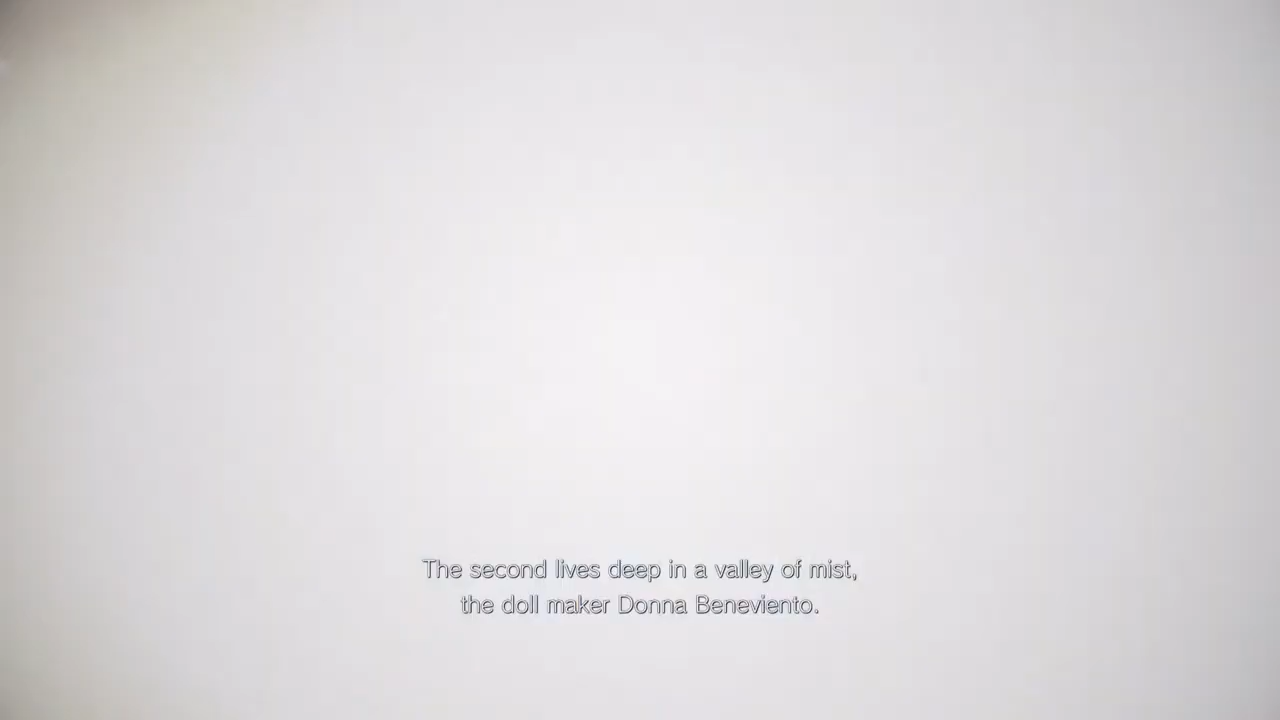 The second lives deep in a valley of mist,
the doll maker Donna Beneviento.